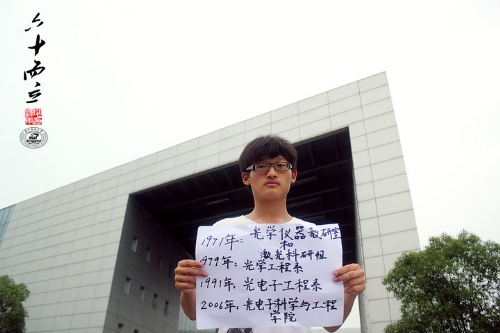 六十而立
1971年：光学仪器教研室
和
激光科研组
1979年：光学工程系
1991年：光电子工程系
2006年：光电子科学与工程
学院